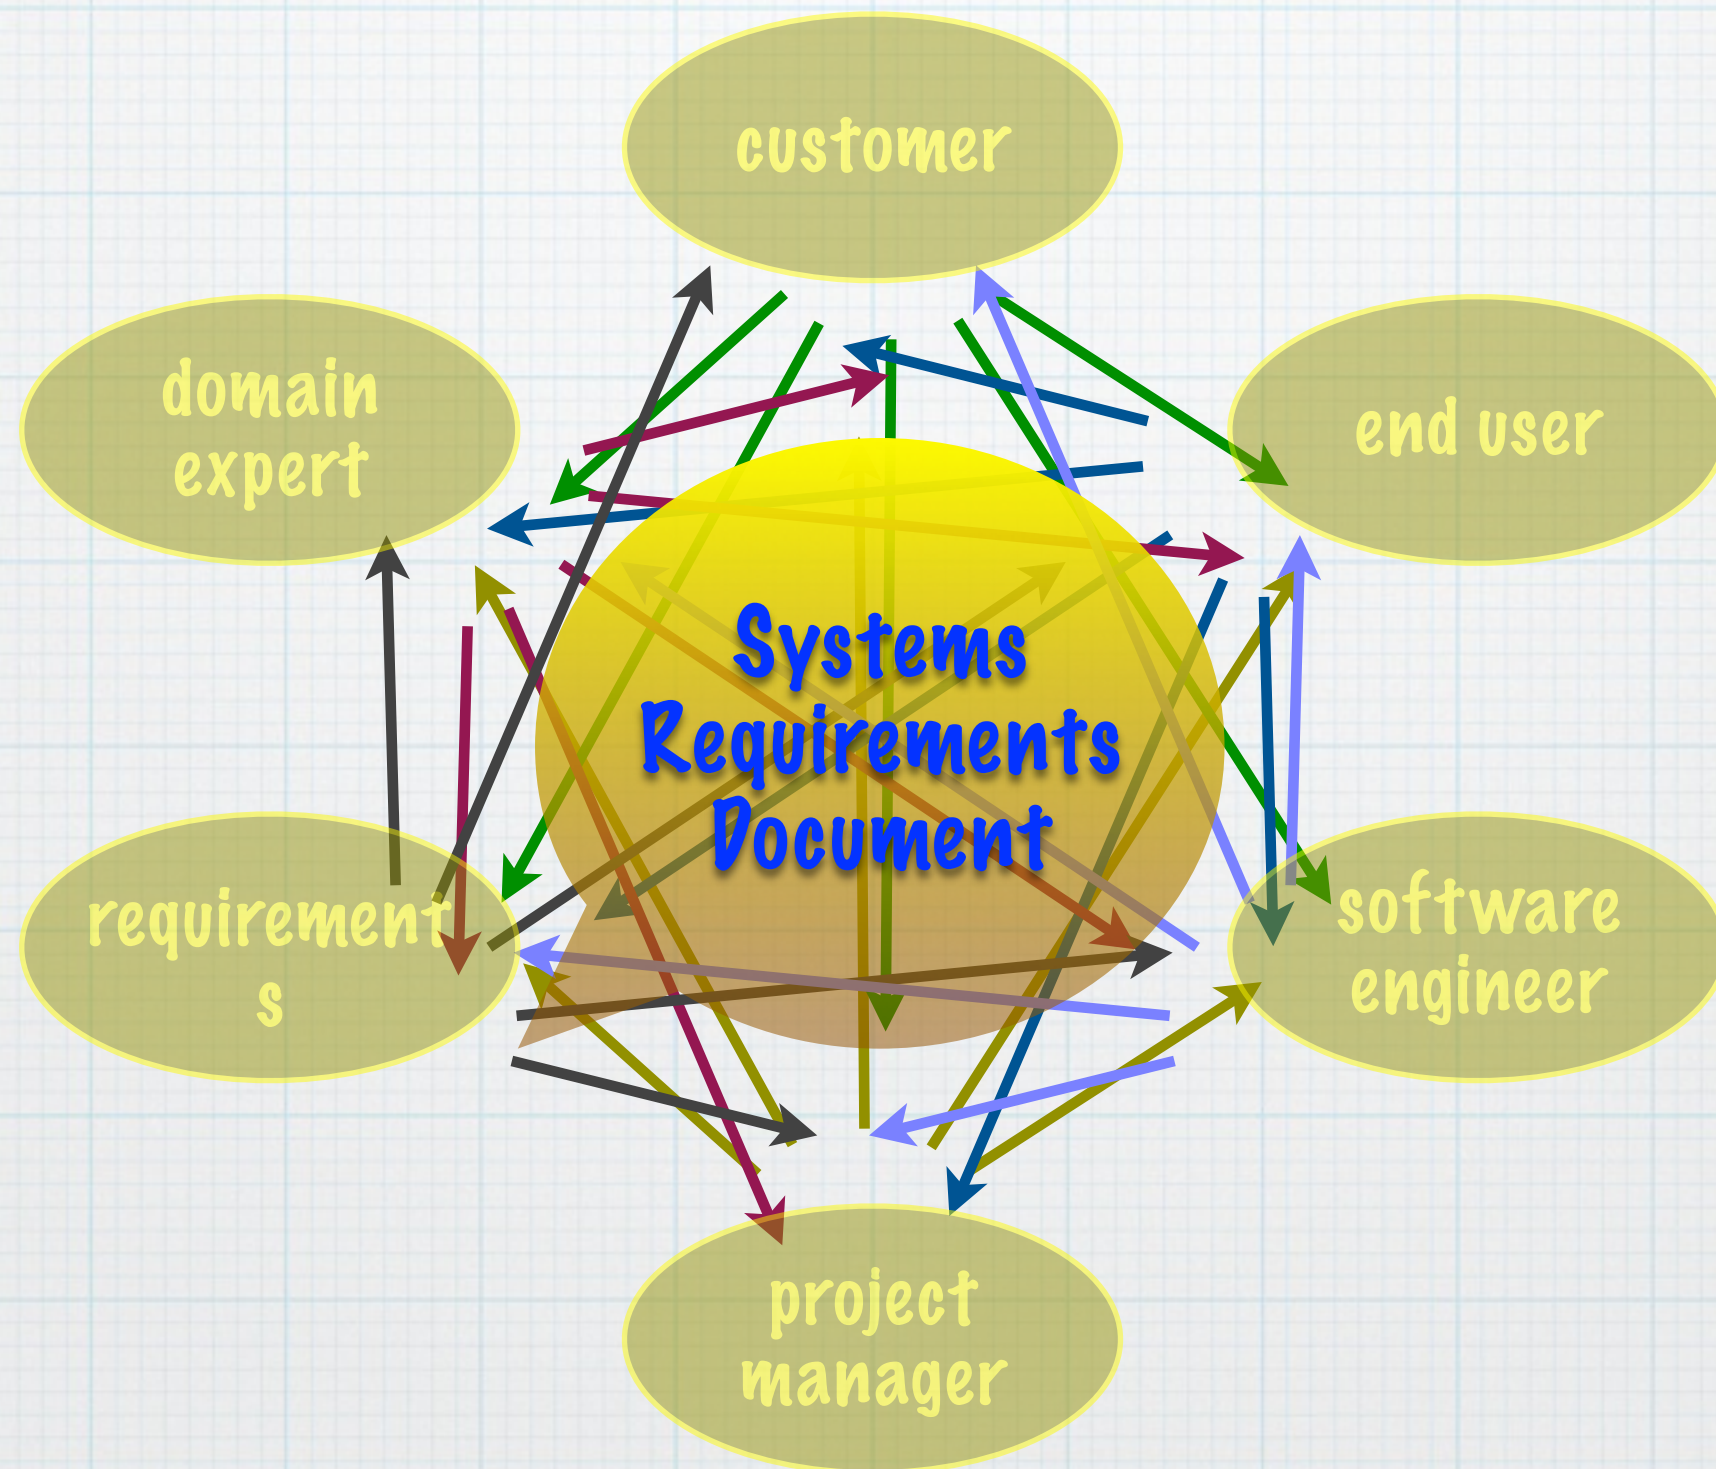 customer
domain
expert
end user
Systems
Requirements
Document
requirement
s
software
engineer
project
manager